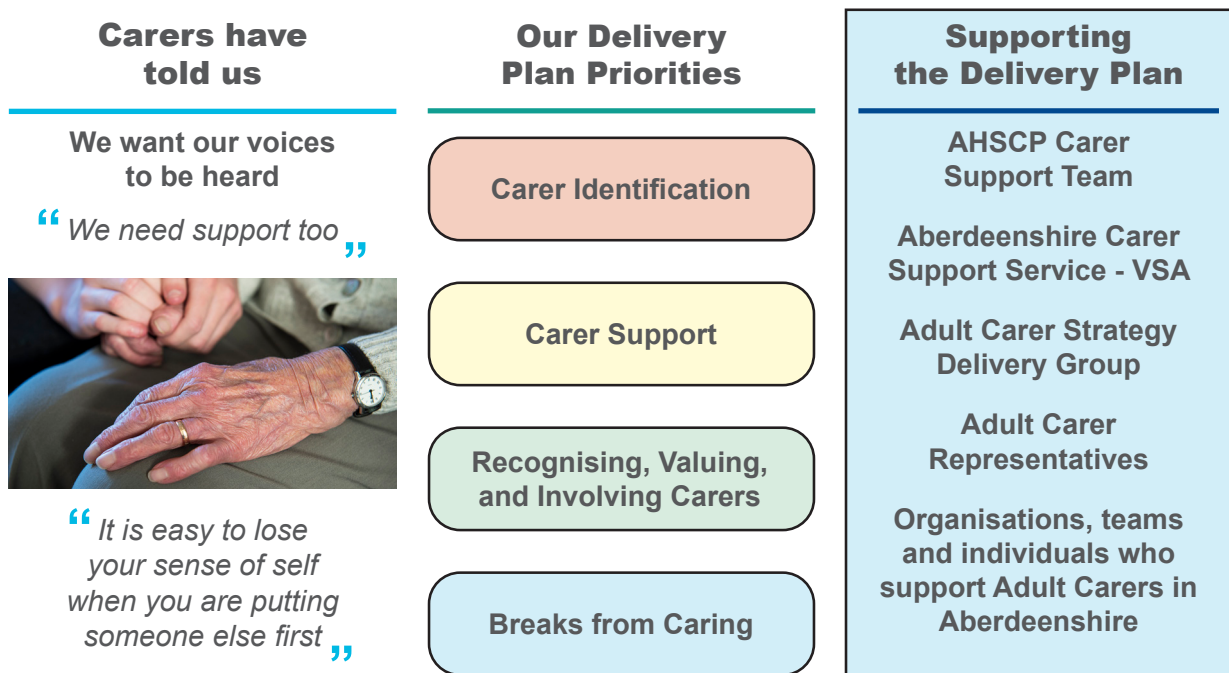 Carers have
told us
We want our voices
to be heard
“ We need support too „
“ It is easy to lose
your sense of self
when you are putting
someone else first „
Our Delivery
Plan Priorities
Carer Identification
Carer Support
Recognising, Valuing,
and Involving Carers
Breaks from Caring
Supporting
the Delivery Plan
AHSCP Carer
Support Team
Aberdeenshire Carer
Support Service - VSA
Adult Carer Strategy
Delivery Group
Adult Carer
Representatives
Organisations, teams
and individuals who
support Adult Carers in
Aberdeenshire